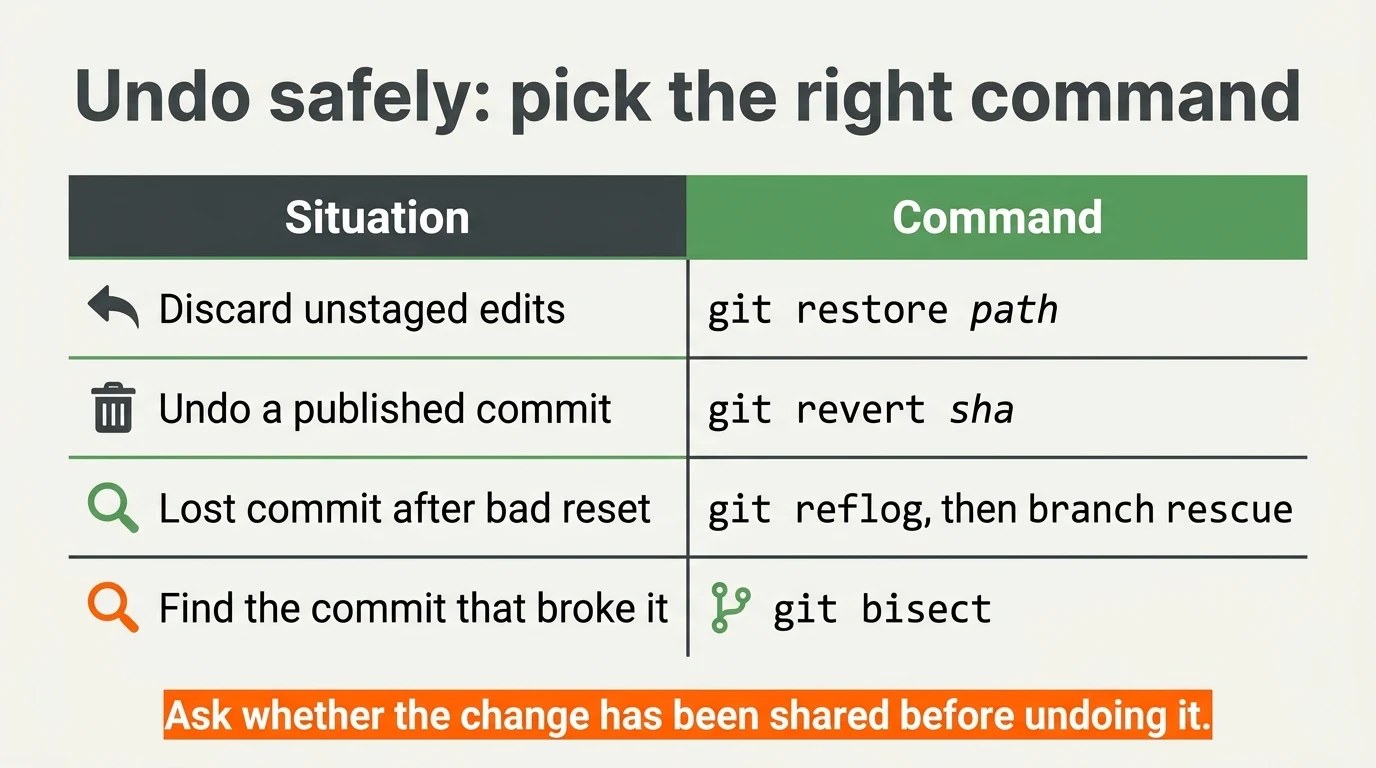 Undo safely: pick the right command
Situation Command
Discard unstaged edits git restore path
Undo a published commit git revert sha
Lost commit after bad reset git reflog, then branch rescue
Find the commit that broke it git bisect
Ask whether the change has been shared before undoing it.